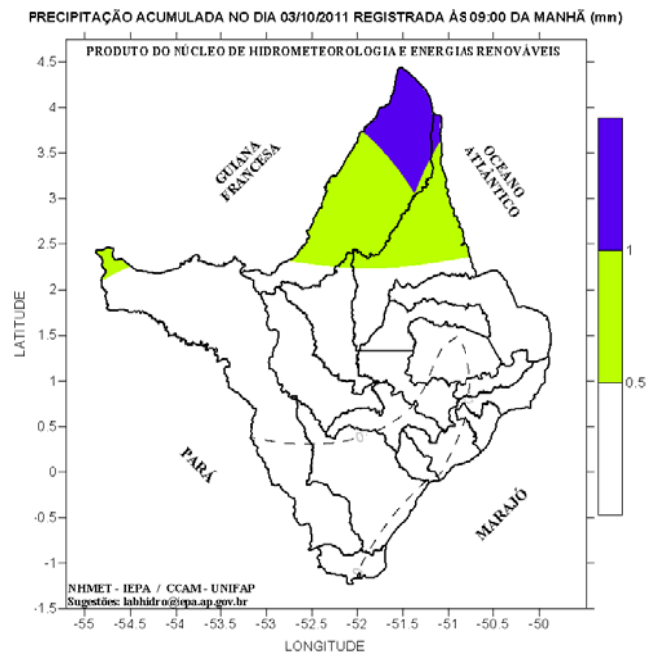 PRECIPITAÇÃO ACUMULADA NO DIA 03/10/2011 REGISTRADA ÀS 09:00 DA MANHÃ (mn)
PRODUTO DO NÚCLEO DE HIDROMETEOROLOGIA E ENERGIAS RENOVÁVEIS
4.5
4
3.5
3
2.5
2
1.5
1
0.5
0
-0.5
-1
-1.5
LATITUDE
GUIANA
FRANCESA
OCEANO
ATLÂNTICO
PARÁ
MARAJÓ
0
0
1
0.5
NHMET - IEPA / CCAM - UNIFAP
Sugestões: labhidro@iepa.ap.gov.br
-55 -54.5 -54 -53.5 -53 -52.5 -52 -51.5 -51 -50.5 -50
LONGITUDE